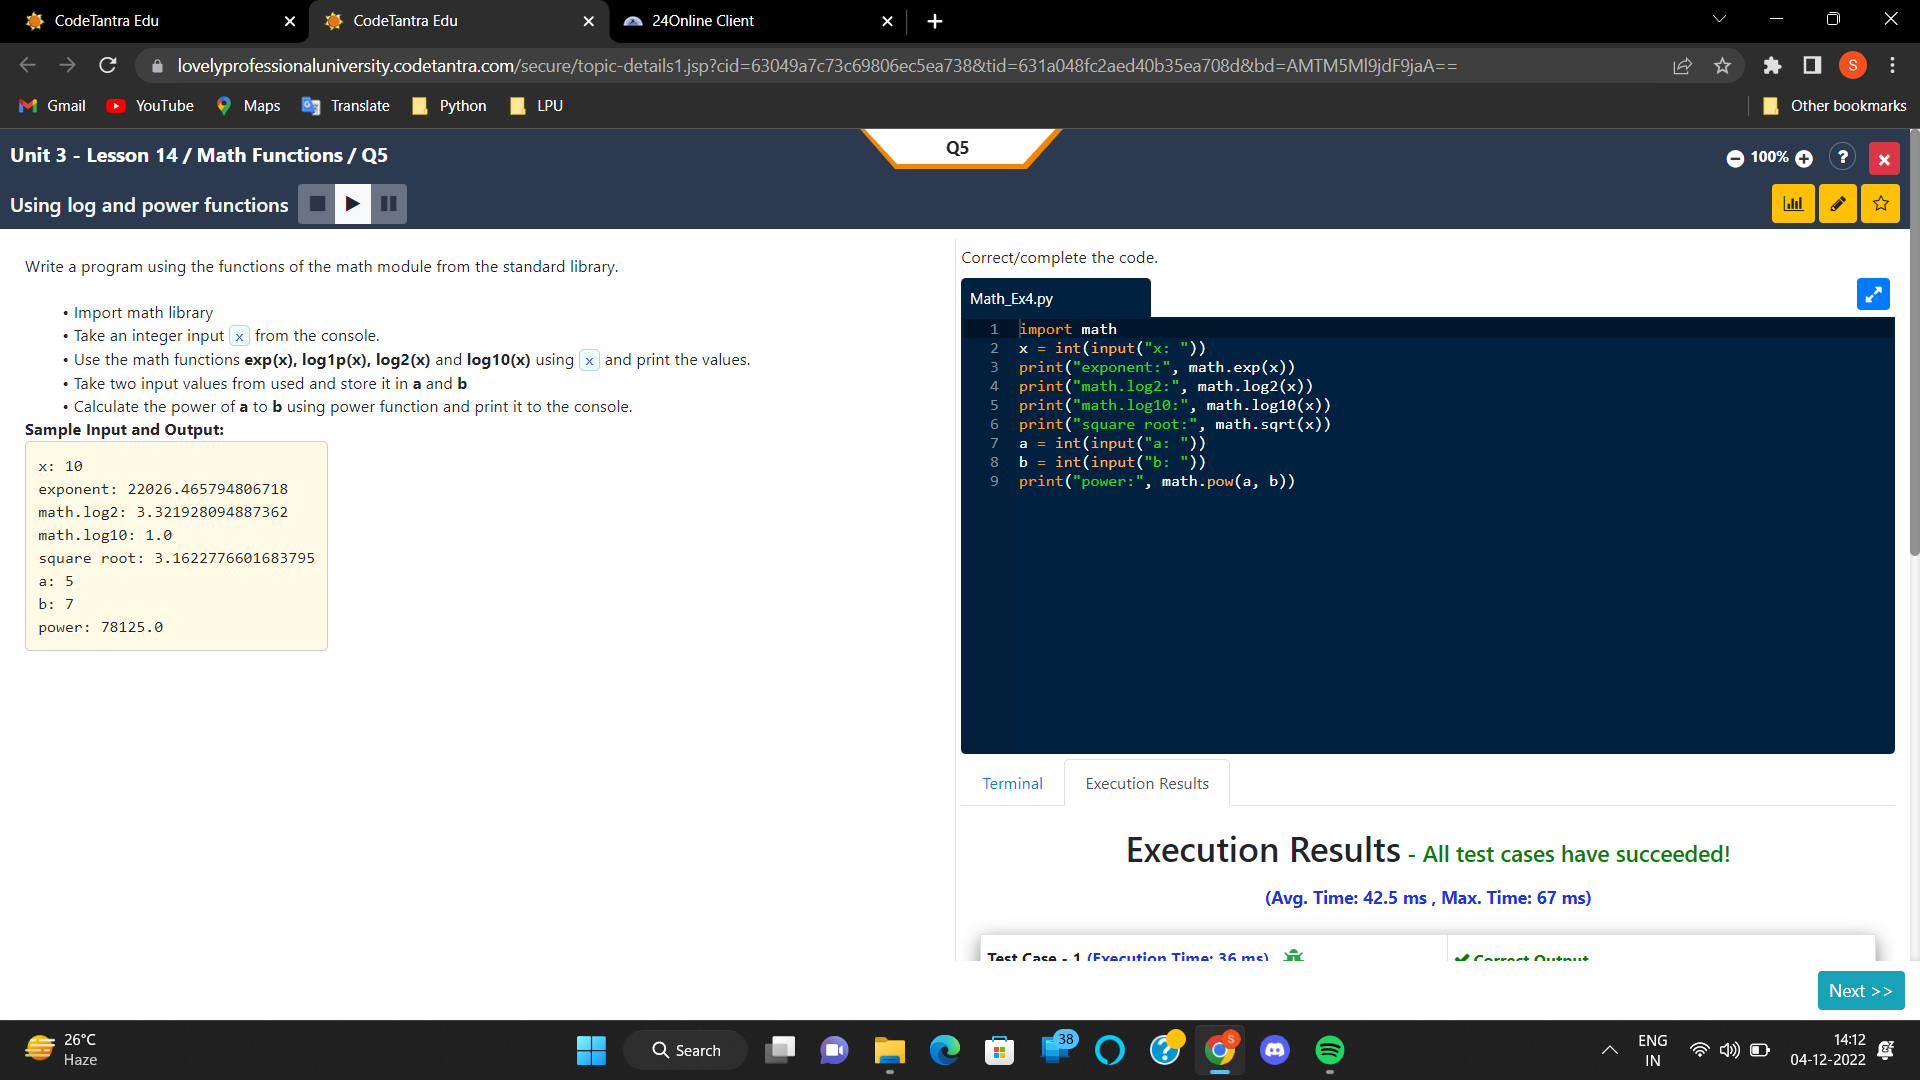 CodeTantra Edu
CodeTantra Edu
24Online Client
lovelyprofessionaluniversity.codetantra.com/secure/topic-details1.jsp?cid=63049a7c73c69806ec5ea738&tid=631a048fc2aed40b35ea708d&bd=AMTM5Ml9jdF9jaA==
S
Gmail
YouTube
Maps
Translate
Python
LPU
Other bookmarks
Unit 3 - Lesson 14 / Math Functions / Q5
Q5
100%
?
Using log and power functions
Write a program using the functions of the math module from the standard library.
• Import math library
• Take an integer input x from the console.
• Use the math functions exp(x), log1p(x), log2(x) and log10(x) using x and print the values.
• Take two input values from used and store it in a and b
• Calculate the power of a to b using power function and print it to the console.
Sample Input and Output:
x: 10
exponent: 22026.465794806718
math.log2: 3.321928094887362
math.log10: 1.0
square root: 3.1622776601683795
a: 5
b: 7
power: 78125.0
Correct/complete the code.
Math_Ex4.py
1 import math
2 x = int(input("x: "))
3 print("exponent:", math.exp(x))
4 print("math.log2:", math.log2(x))
5 print("math.log10:", math.log10(x))
6 print("square root:", math.sqrt(x))
7 a = int(input("a: "))
8 b = int(input("b: "))
9 print("power:", math.pow(a, b))
Terminal
Execution Results
Execution Results - All test cases have succeeded!
(Avg. Time: 42.5 ms , Max. Time: 67 ms)
Test Case - 1 (Execution Time: 36 ms)
Correct Output
Next >>
26°C
Haze
Search
38
S
ENG
IN
14:12
04-12-2022